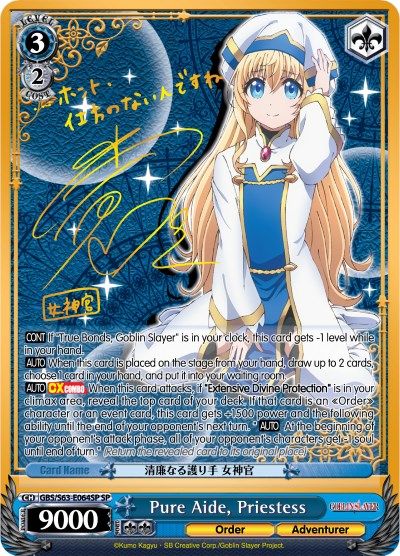 LEVEL
3
2
COST
ホント、
仕方のない人ですね
女神官
CONT If "True Bonds, Goblin Slayer" is in your clock, this card gets -1 level while
in your hand.
AUTO When this card is placed on the stage from your hand, draw up to 2 cards,
choose 1 card in your hand, and put it into your waiting room.
AUTO CX COMBO When this card attacks, if "Extensive Divine Protection" is in your
climax area, reveal the top card of your deck. If that card is an «Order»
character or an event card, this card gets +1500 power and the following
ability until the end of your opponent's next turn. " AUTO At the beginning of
your opponent's attack phase, all of your opponent's characters get -1 soul
until end of turn." (Return the revealed card to its original place)
Card Name 清廉なる護り手 女神官
CH GBS/S63-E064SP SP
Pure Aide, Priestess
GOBLIN SLAYER
POWER
9000
TRAIT
Order
Adventurer
©Kumo Kagyu・SB Creative Corp./Goblin Slayer Project.